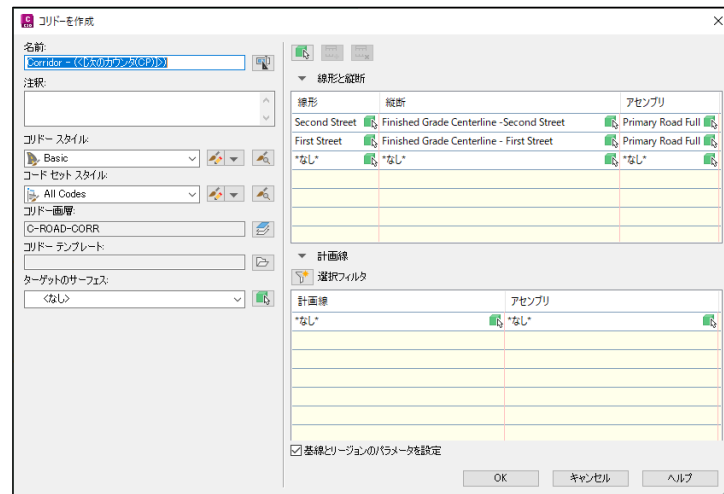 コリドーを作成
名前:
Corridor - (<[次のカウンタ(CP)]>)
注釈:
コリドー スタイル:
Basic
コード セット スタイル:
All Codes
コリドー画層:
C-ROAD-CORR
コリドー テンプレート:
ターゲットのサーフェス:
<なし>
線形と縦断
線形 縦断 アセンブリ
Second Street Finished Grade Centerline -Second Street Primary Road Full
First Street Finished Grade Centerline - First Street Primary Road Full
*なし* *なし* *なし*
計画線
選択フィルタ
計画線 アセンブリ
*なし* *なし*
基線とリージョンのパラメータを設定
OK キャンセル ヘルプ